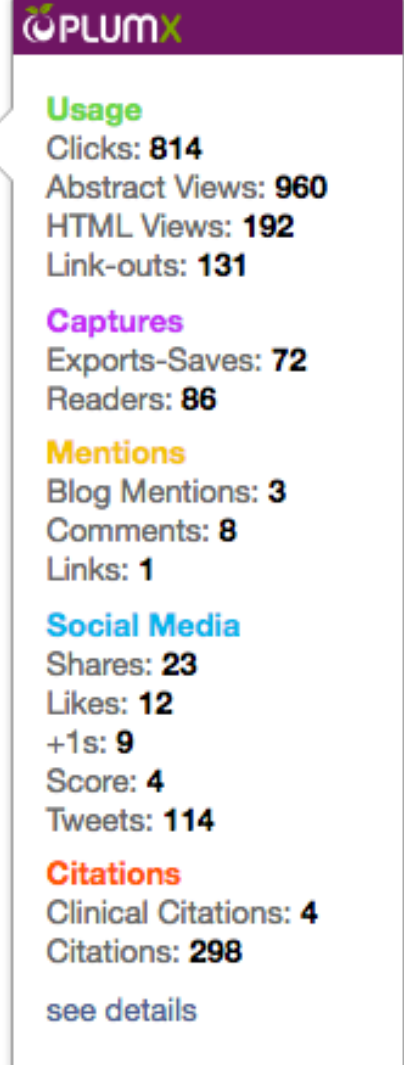 PLUMX
Usage
Clicks: 814
Abstract Views: 960
HTML Views: 192
Link-outs: 131
Captures
Exports-Saves: 72
Readers: 86
Mentions
Blog Mentions: 3
Comments: 8
Links: 1
Social Media
Shares: 23
Likes: 12
+1s: 9
Score: 4
Tweets: 114
Citations
Clinical Citations: 4
Citations: 298
see details